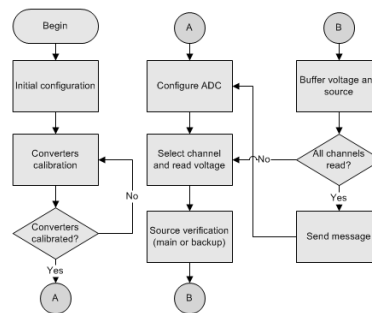 Begin
Initial configuration
Converters
calibration
No
Converters
calibrated?
Yes
A
A
Configure ADC
Select channel
and read voltage
Source verification
(main or backup)
B
B
Buffer voltage and
source
All channels
read?
No
Yes
Send message